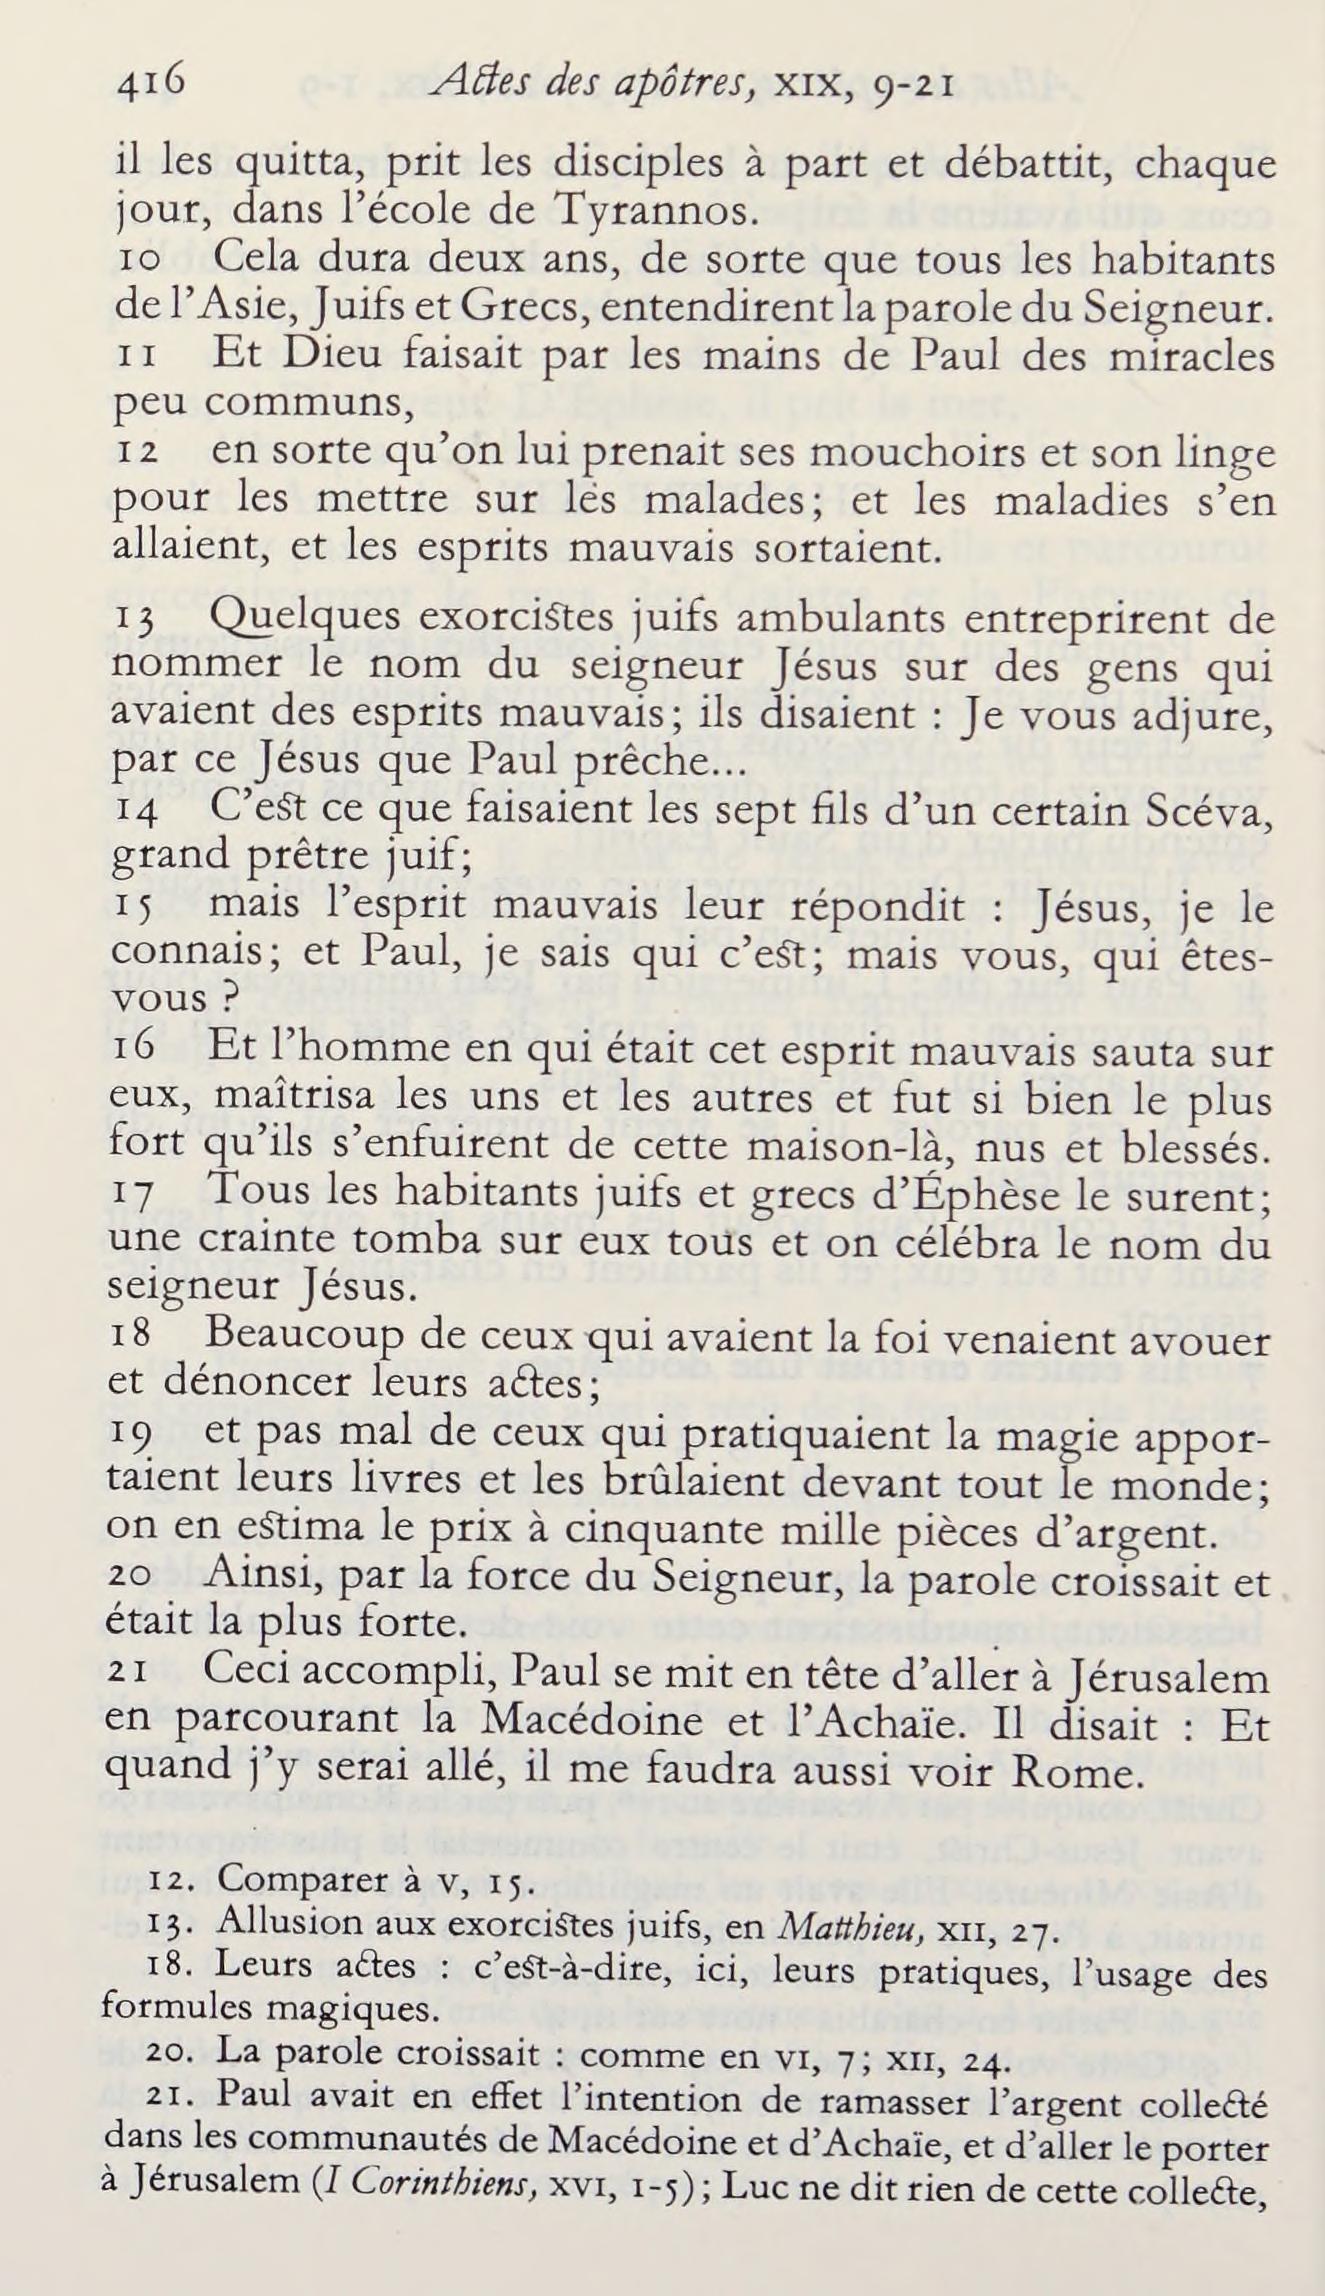 416 Actes des apôtres, XIX, 9-21
il les quitta, prit les disciples à part et débattit, chaque
jour, dans l'école de Tyrannos.
10 Cela dura deux ans, de sorte que tous les habitants
de l'Asie, Juifs et Grecs, entendirent la parole du Seigneur.
11 Et Dieu faisait par les mains de Paul des miracles
peu communs,
12 en sorte qu'on lui prenait ses mouchoirs et son linge
pour les mettre sur les malades; et les maladies s'en
allaient, et les esprits mauvais sortaient.
13 Quelques exorcistes juifs ambulants entreprirent de
nommer le nom du seigneur Jésus sur des gens qui
avaient des esprits mauvais; ils disaient : Je vous adjure,
par ce Jésus que Paul prêche...
14 C'est ce que faisaient les sept fils d'un certain Scéva,
grand prêtre juif;
15 mais l'esprit mauvais leur répondit : Jésus, je le
connais; et Paul, je sais qui c'est; mais vous, qui êtes-
vous ?
16 Et l'homme en qui était cet esprit mauvais sauta sur
eux, maîtrisa les uns et les autres et fut si bien le plus
fort qu'ils s'enfuirent de cette maison-là, nus et blessés.
17 Tous les habitants juifs et grecs d'Éphèse le surent;
une crainte tomba sur eux tous et on célébra le nom du
seigneur Jésus.
18 Beaucoup de ceux qui avaient la foi venaient avouer
et dénoncer leurs actes;
19 et pas mal de ceux qui pratiquaient la magie appor-
taient leurs livres et les brûlaient devant tout le monde;
on en estima le prix à cinquante mille pièces d'argent.
20 Ainsi, par la force du Seigneur, la parole croissait et
était la plus forte.
21 Ceci accompli, Paul se mit en tête d'aller à Jérusalem
en parcourant la Macédoine et l'Achaïe. Il disait : Et
quand j'y serai allé, il me faudra aussi voir Rome.
12. Comparer à V, 15.
13. Allusion aux exorcistes juifs, en Matthieu, XII, 27.
18. Leurs actes : c'est-à-dire, ici, leurs pratiques, l'usage des
formules magiques.
20. La parole croissait : comme en VI, 7; XII, 24.
21. Paul avait en effet l'intention de ramasser l'argent collecté
dans les communautés de Macédoine et d'Achaïe, et d'aller le porter
à Jérusalem (I Corinthiens, XVI, 1-5); Luc ne dit rien de cette collecte,